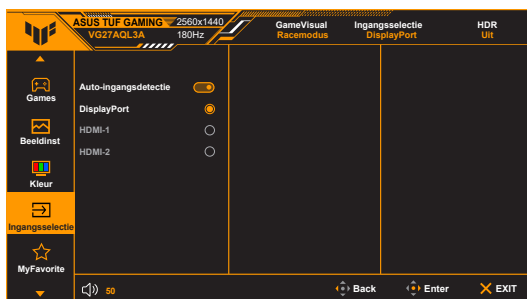 ASUS TUF GAMING 2560x1440
VG27AQL3A 180Hz
GameVisual Ingangsselectie HDR
Racemodus DisplayPort Uit
Games
Beeldinst
Kleur
Ingangsselectie
MyFavorite
Auto-ingangsdetectie
DisplayPort
HDMI-1
HDMI-2
50
Back Enter EXIT